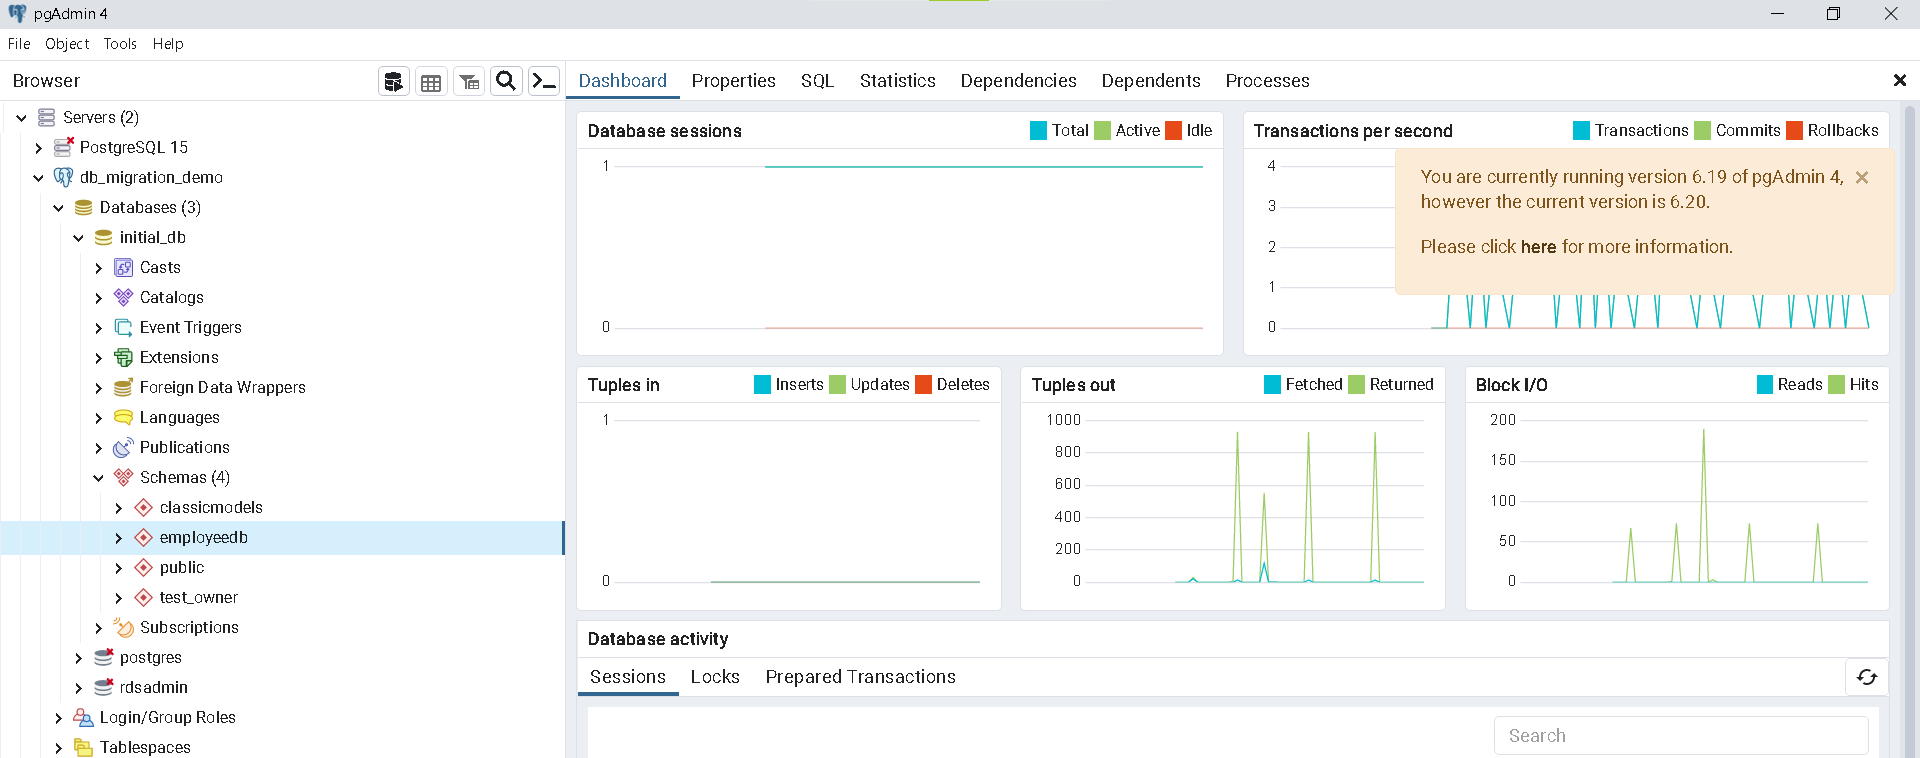 pgAdmin 4
File Object Tools Help
Browser
Servers (2)
PostgreSQL 15
db_migration_demo
Databases (3)
initial_db
Casts
Catalogs
Event Triggers
Extensions
Foreign Data Wrappers
Languages
Publications
Schemas (4)
classicmodels
employeedb
public
test_owner
Subscriptions
postgres
rdsadmin
Login/Group Roles
Tablespaces
Dashboard Properties SQL Statistics Dependencies Dependents Processes
Database sessions
Total Active Idle
1
0
Transactions per second
Transactions Commits Rollbacks
4
3
2
1
0
You are currently running version 6.19 of pgAdmin 4,
however the current version is 6.20.
Please click here for more information.
Tuples in
Inserts Updates Deletes
1
0
Tuples out
Fetched Returned
1000
800
600
400
200
0
Block I/O
Reads Hits
200
150
100
50
0
Database activity
Sessions Locks Prepared Transactions
Search